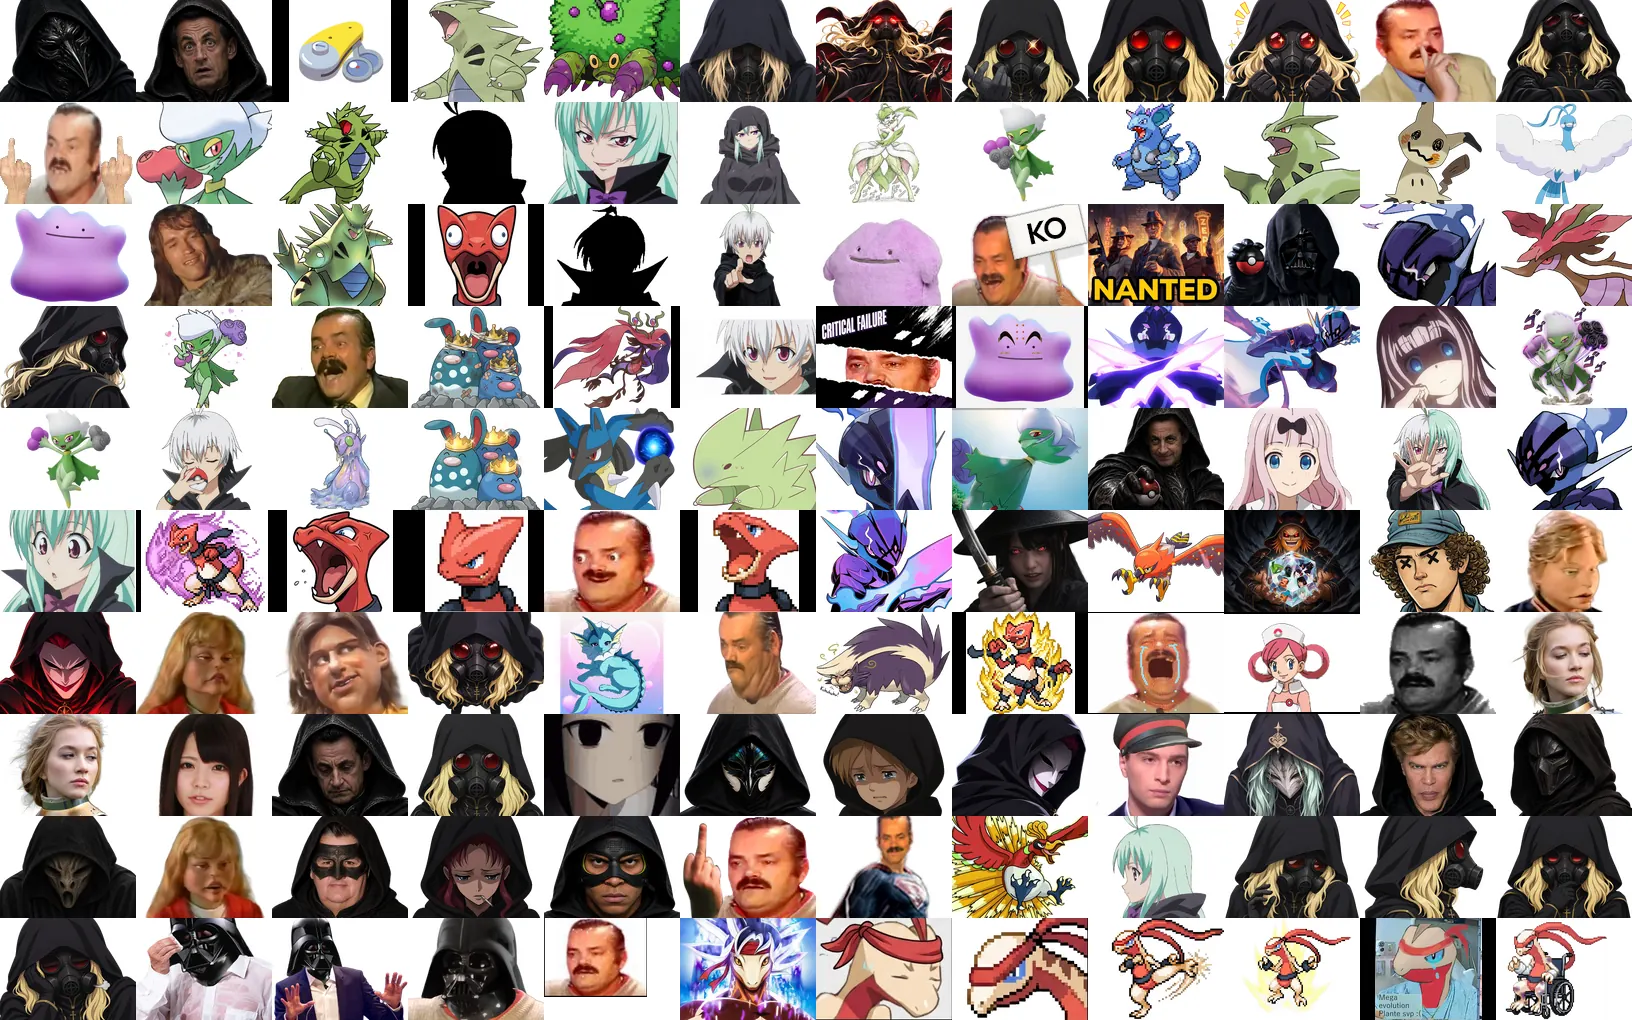 KO
NANTED
CRITICAL FAILURE
Mega
evolution
Plante svp :(